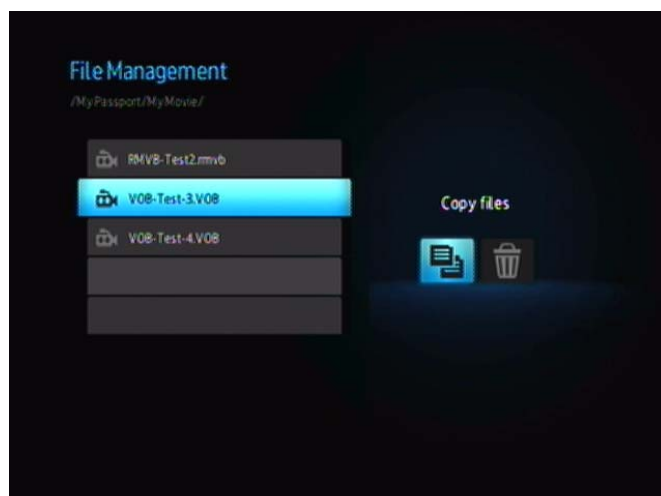 File Management
/MyPassport/MyMovie/
RMVB-Test2.rmvb
VOB-Test-3.VOB
Copy files
VOB-Test-4.VOB